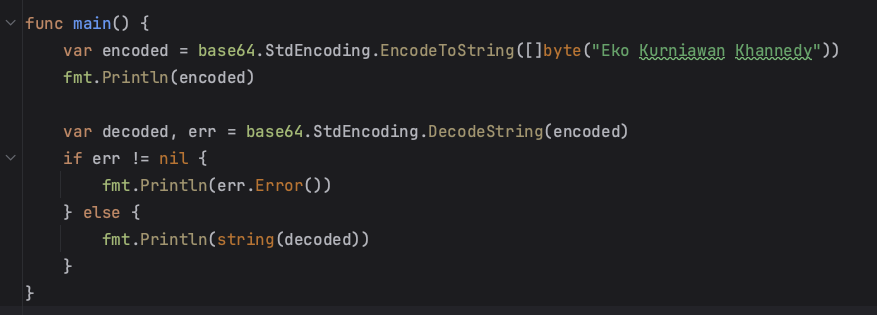 func main() {
    var encoded = base64.StdEncoding.EncodeToString([]byte("Eko Kurniawan Khannedy"))
    fmt.Println(encoded)

    var decoded, err = base64.StdEncoding.DecodeString(encoded)
    if err != nil {
        fmt.Println(err.Error())
    } else {
        fmt.Println(string(decoded))
    }
}